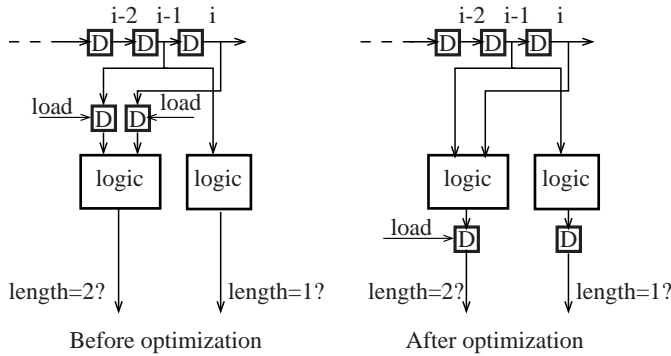 i-2 i-1 i i-2 i-1 i
D D D D D D
load D D load
logic logic logic logic
load D D
length=2? length=1? length=2? length=1?
Before optimization After optimization